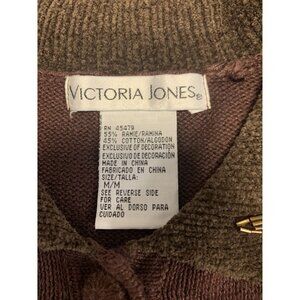 VICTORIA JONES®
RN 45479
55% RAMIE/RAMINA
45% COTTON/ALGODON
EXCLUSIVE OF DECORATION
EXCLUSIVO DE DECORACIÓN
MADE IN CHINA
FABRICADO EN CHINA
SIZE/TALLA:
M/M
SEE REVERSE SIDE
FOR CARE
VER AL DORSO PARA
CUIDADO